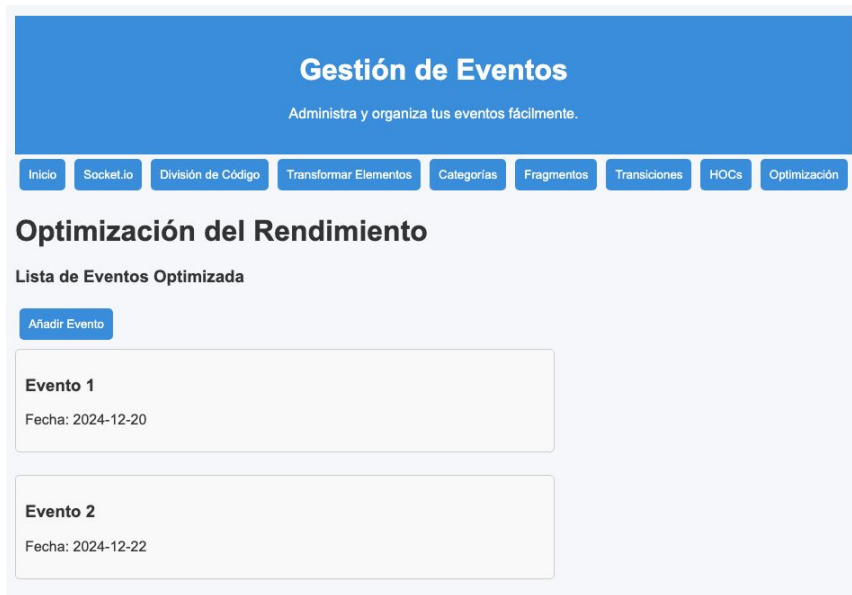 Gestión de Eventos
Administra y organiza tus eventos fácilmente.
Inicio Socket.io División de Código Transformar Elementos Categorías Fragmentos Transiciones HOCs Optimización
Optimización del Rendimiento
Lista de Eventos Optimizada
Añadir Evento
Evento 1
Fecha: 2024-12-20
Evento 2
Fecha: 2024-12-22